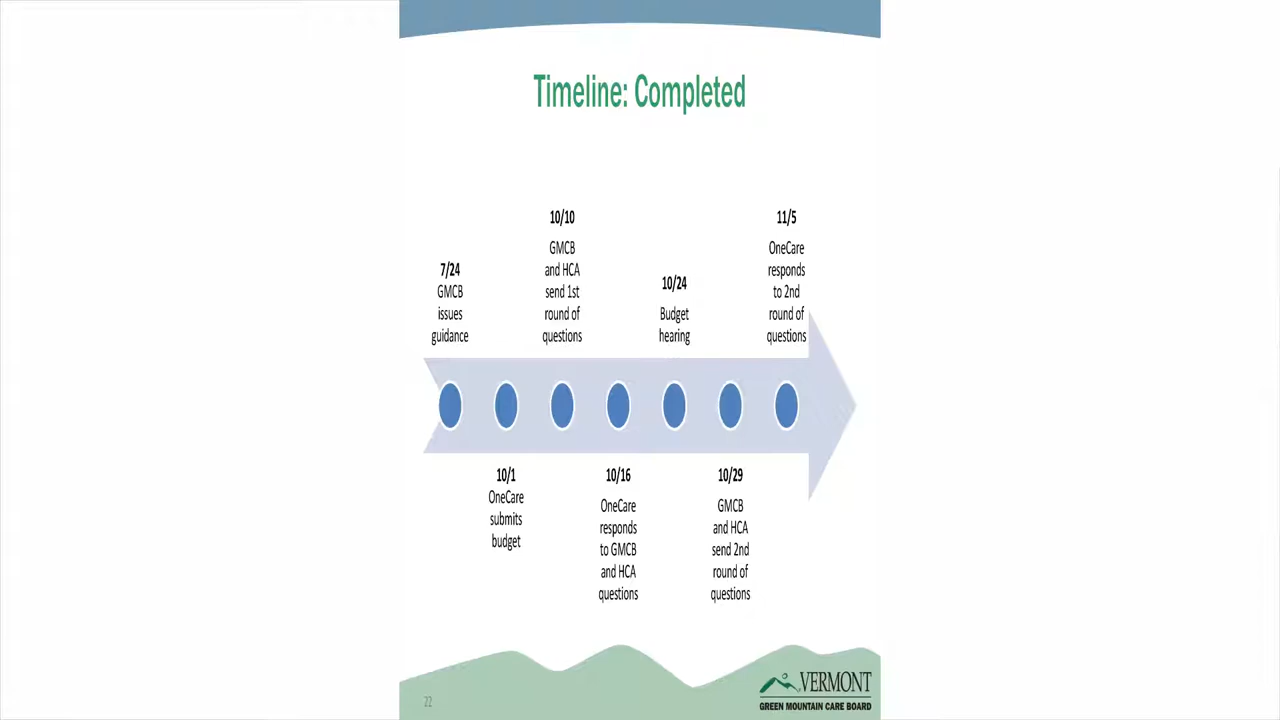 Timeline: Completed
7/24
GMCB
issues
guidance
10/1
OneCare
submits
budget
10/10
GMCB
and HCA
send 1st
round of
questions
10/16
OneCare
responds
to GMCB
and HCA
questions
10/24
Budget
hearing
10/29
GMCB
and HCA
send 2nd
round of
questions
11/5
OneCare
responds
to 2nd
round of
questions
22
VERMONT
GREEN MOUNTAIN CARE BOARD